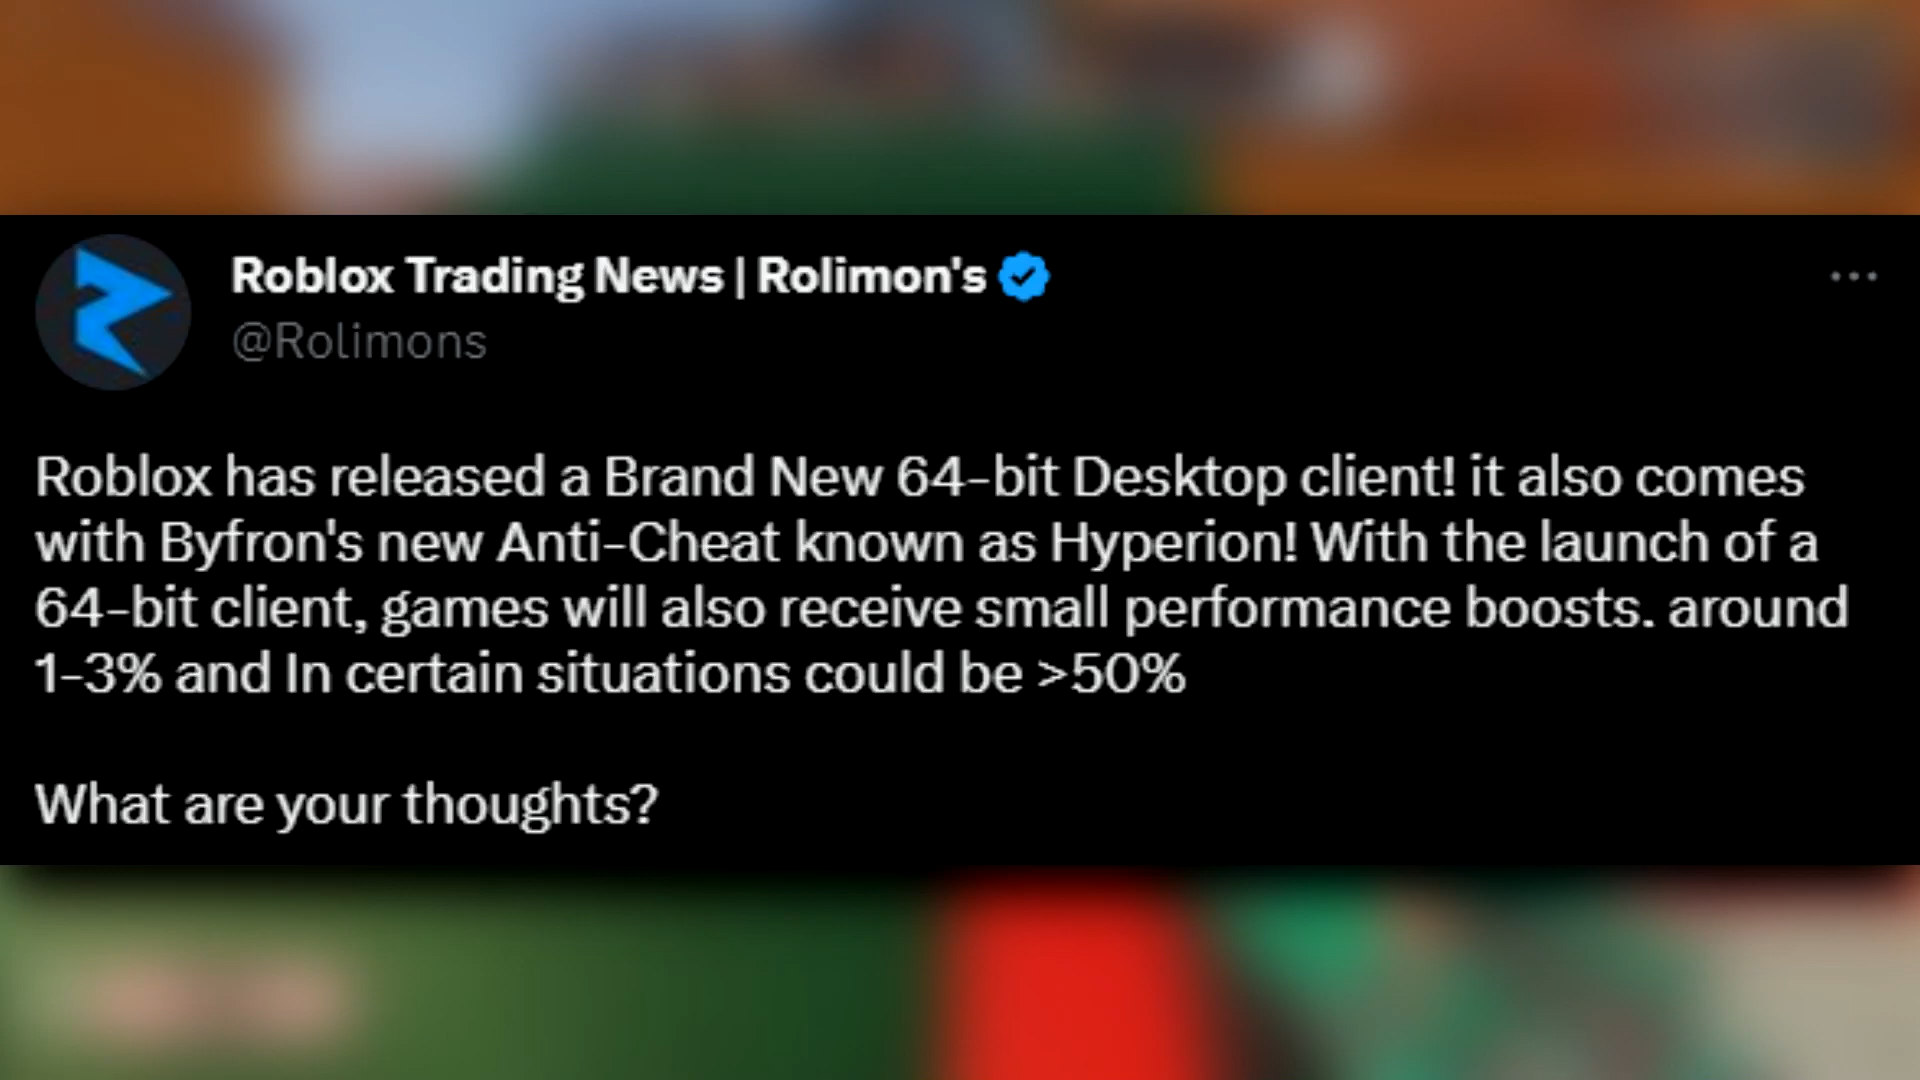 Roblox Trading News | Rolimon's
@Rolimons
Roblox has released a Brand New 64-bit Desktop client! it also comes
with Byfron's new Anti-Cheat known as Hyperion! With the launch of a
64-bit client, games will also receive small performance boosts. around
1-3% and In certain situations could be >50%
What are your thoughts?